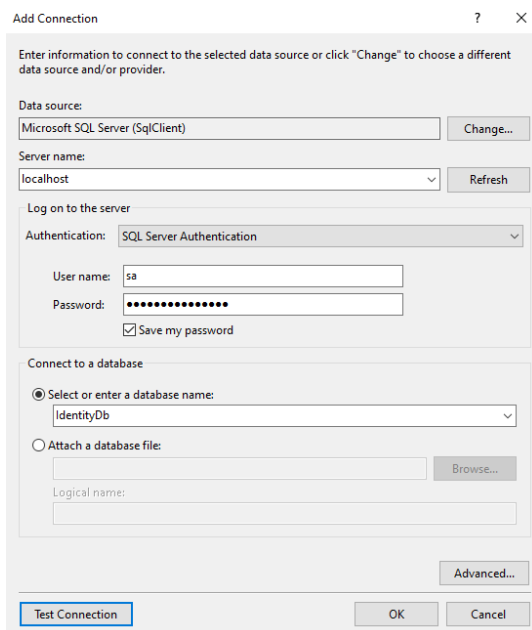 Add Connection ? ×
Enter information to connect to the selected data source or click "Change" to choose a different
data source and/or provider.
Data source:
Microsoft SQL Server (SqlClient) Change...
Server name:
localhost Refresh
Log on to the server
Authentication: SQL Server Authentication
User name: sa
Password: ●●●●●●●●●●●●●●●
Save my password
Connect to a database
Select or enter a database name:
IdentityDb
Attach a database file:
Browse...
Logical name:
Advanced...
Test Connection OK Cancel